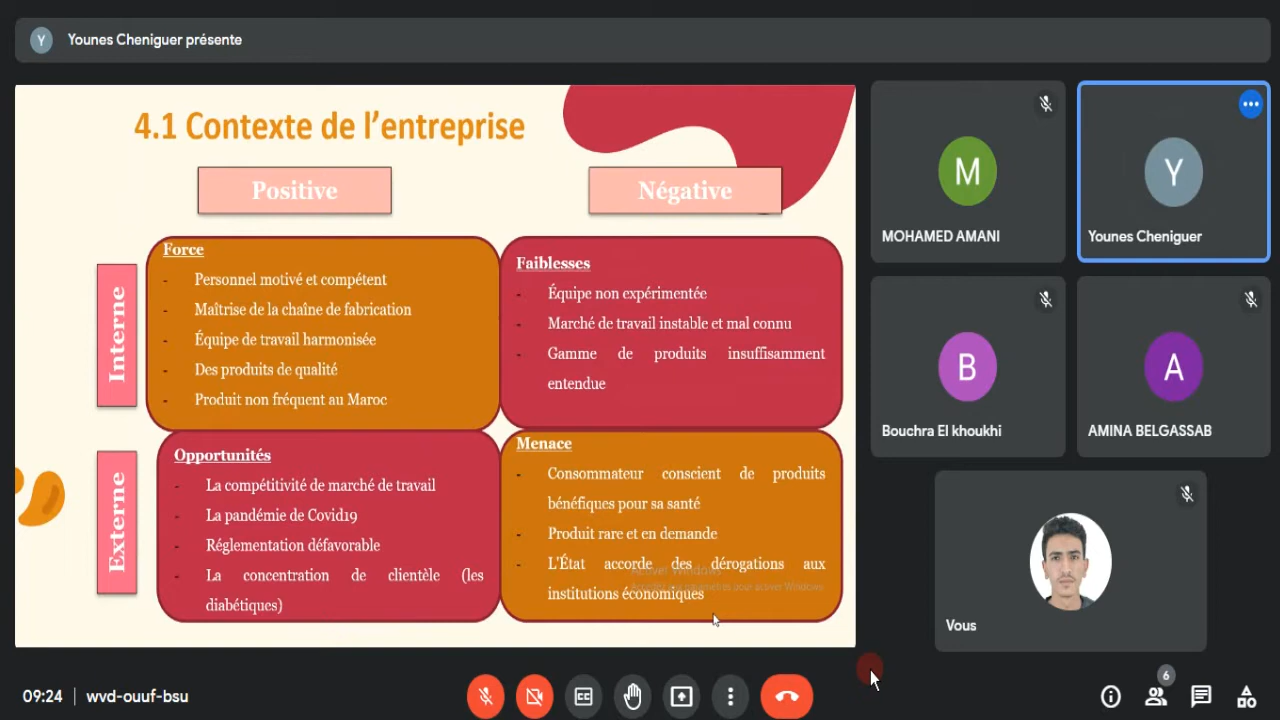 Y
Younes Cheniguer présente
4.1 Contexte de l'entreprise
Positive
Négative
Interne
Force
- Personnel motivé et compétent
- Maîtrise de la chaîne de fabrication
- Équipe de travail harmonisée
- Des produits de qualité
- Produit non fréquent au Maroc
Faiblesses
- Équipe non expérimentée
- Marché de travail instable et mal connu
- Gamme de produits insuffisamment
entendue
Externe
Opportunités
- La compétitivité de marché de travail
- La pandémie de Covid19
- Réglementation défavorable
- La concentration de clientèle (les
diabétiques)
Menace
- Consommateur conscient de produits
bénéfiques pour sa santé
- Produit rare et en demande
- L'État accorde des dérogations aux
institutions économiques
Activer Windows
M
MOHAMED AMANI
Y
Younes Cheniguer
B
Bouchra El khoukhi
A
AMINA BELGASSAB
Vous
09:24 | wvd-ouuf-bsu
6